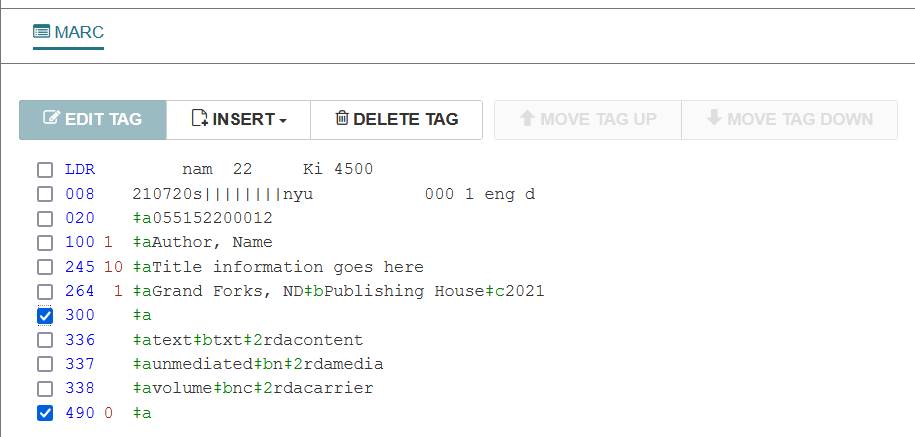 MARC
EDIT TAG INSERT DELETE TAG MOVE TAG UP MOVE TAG DOWN
LDR nam 22 Ki 4500
008 210720s||||||||nyu 000 1 eng d
020 ‡a055152200012
100 1 ‡aAuthor, Name
245 10 ‡aTitle information goes here
264 1 ‡aGrand Forks, ND‡bPublishing House‡c2021
300 ‡a
336 ‡atext‡btxt‡2rdacontent
337 ‡aunmediated‡bn‡2rdamedia
338 ‡avolume‡bnc‡2rdacarrier
490 0 ‡a